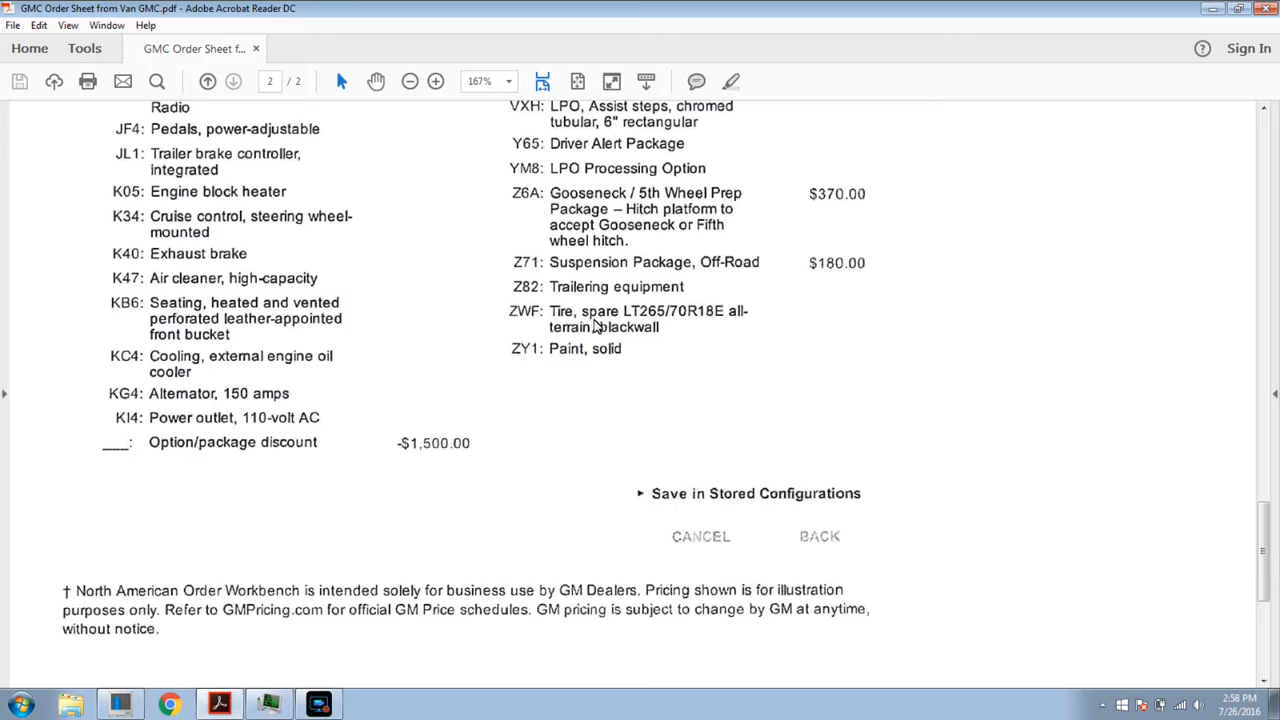 GMC Order Sheet from Van GMC.pdf - Adobe Acrobat Reader DC
File Edit View Window Help
Home Tools GMC Order Sheet f... × Sign In
2 / 2 167%
Radio
JF4: Pedals, power-adjustable
JL1: Trailer brake controller,
integrated
K05: Engine block heater
K34: Cruise control, steering wheel-
mounted
K40: Exhaust brake
K47: Air cleaner, high-capacity
KB6: Seating, heated and vented
perforated leather-appointed
front bucket
KC4: Cooling, external engine oil
cooler
KG4: Alternator, 150 amps
KI4: Power outlet, 110-volt AC
___: Option/package discount -$1,500.00
VXH: LPO, Assist steps, chromed
tubular, 6" rectangular
Y65: Driver Alert Package
YM8: LPO Processing Option
Z6A: Gooseneck / 5th Wheel Prep $370.00
Package – Hitch platform to
accept Gooseneck or Fifth
wheel hitch.
Z71: Suspension Package, Off-Road $180.00
Z82: Trailering equipment
ZWF: Tire, spare LT265/70R18E all-
terrain, blackwall
ZY1: Paint, solid
Save in Stored Configurations
CANCEL BACK
† North American Order Workbench is intended solely for business use by GM Dealers. Pricing shown is for illustration
purposes only. Refer to GMPricing.com for official GM Price schedules. GM pricing is subject to change by GM at anytime,
without notice.
2:58 PM
7/26/2016